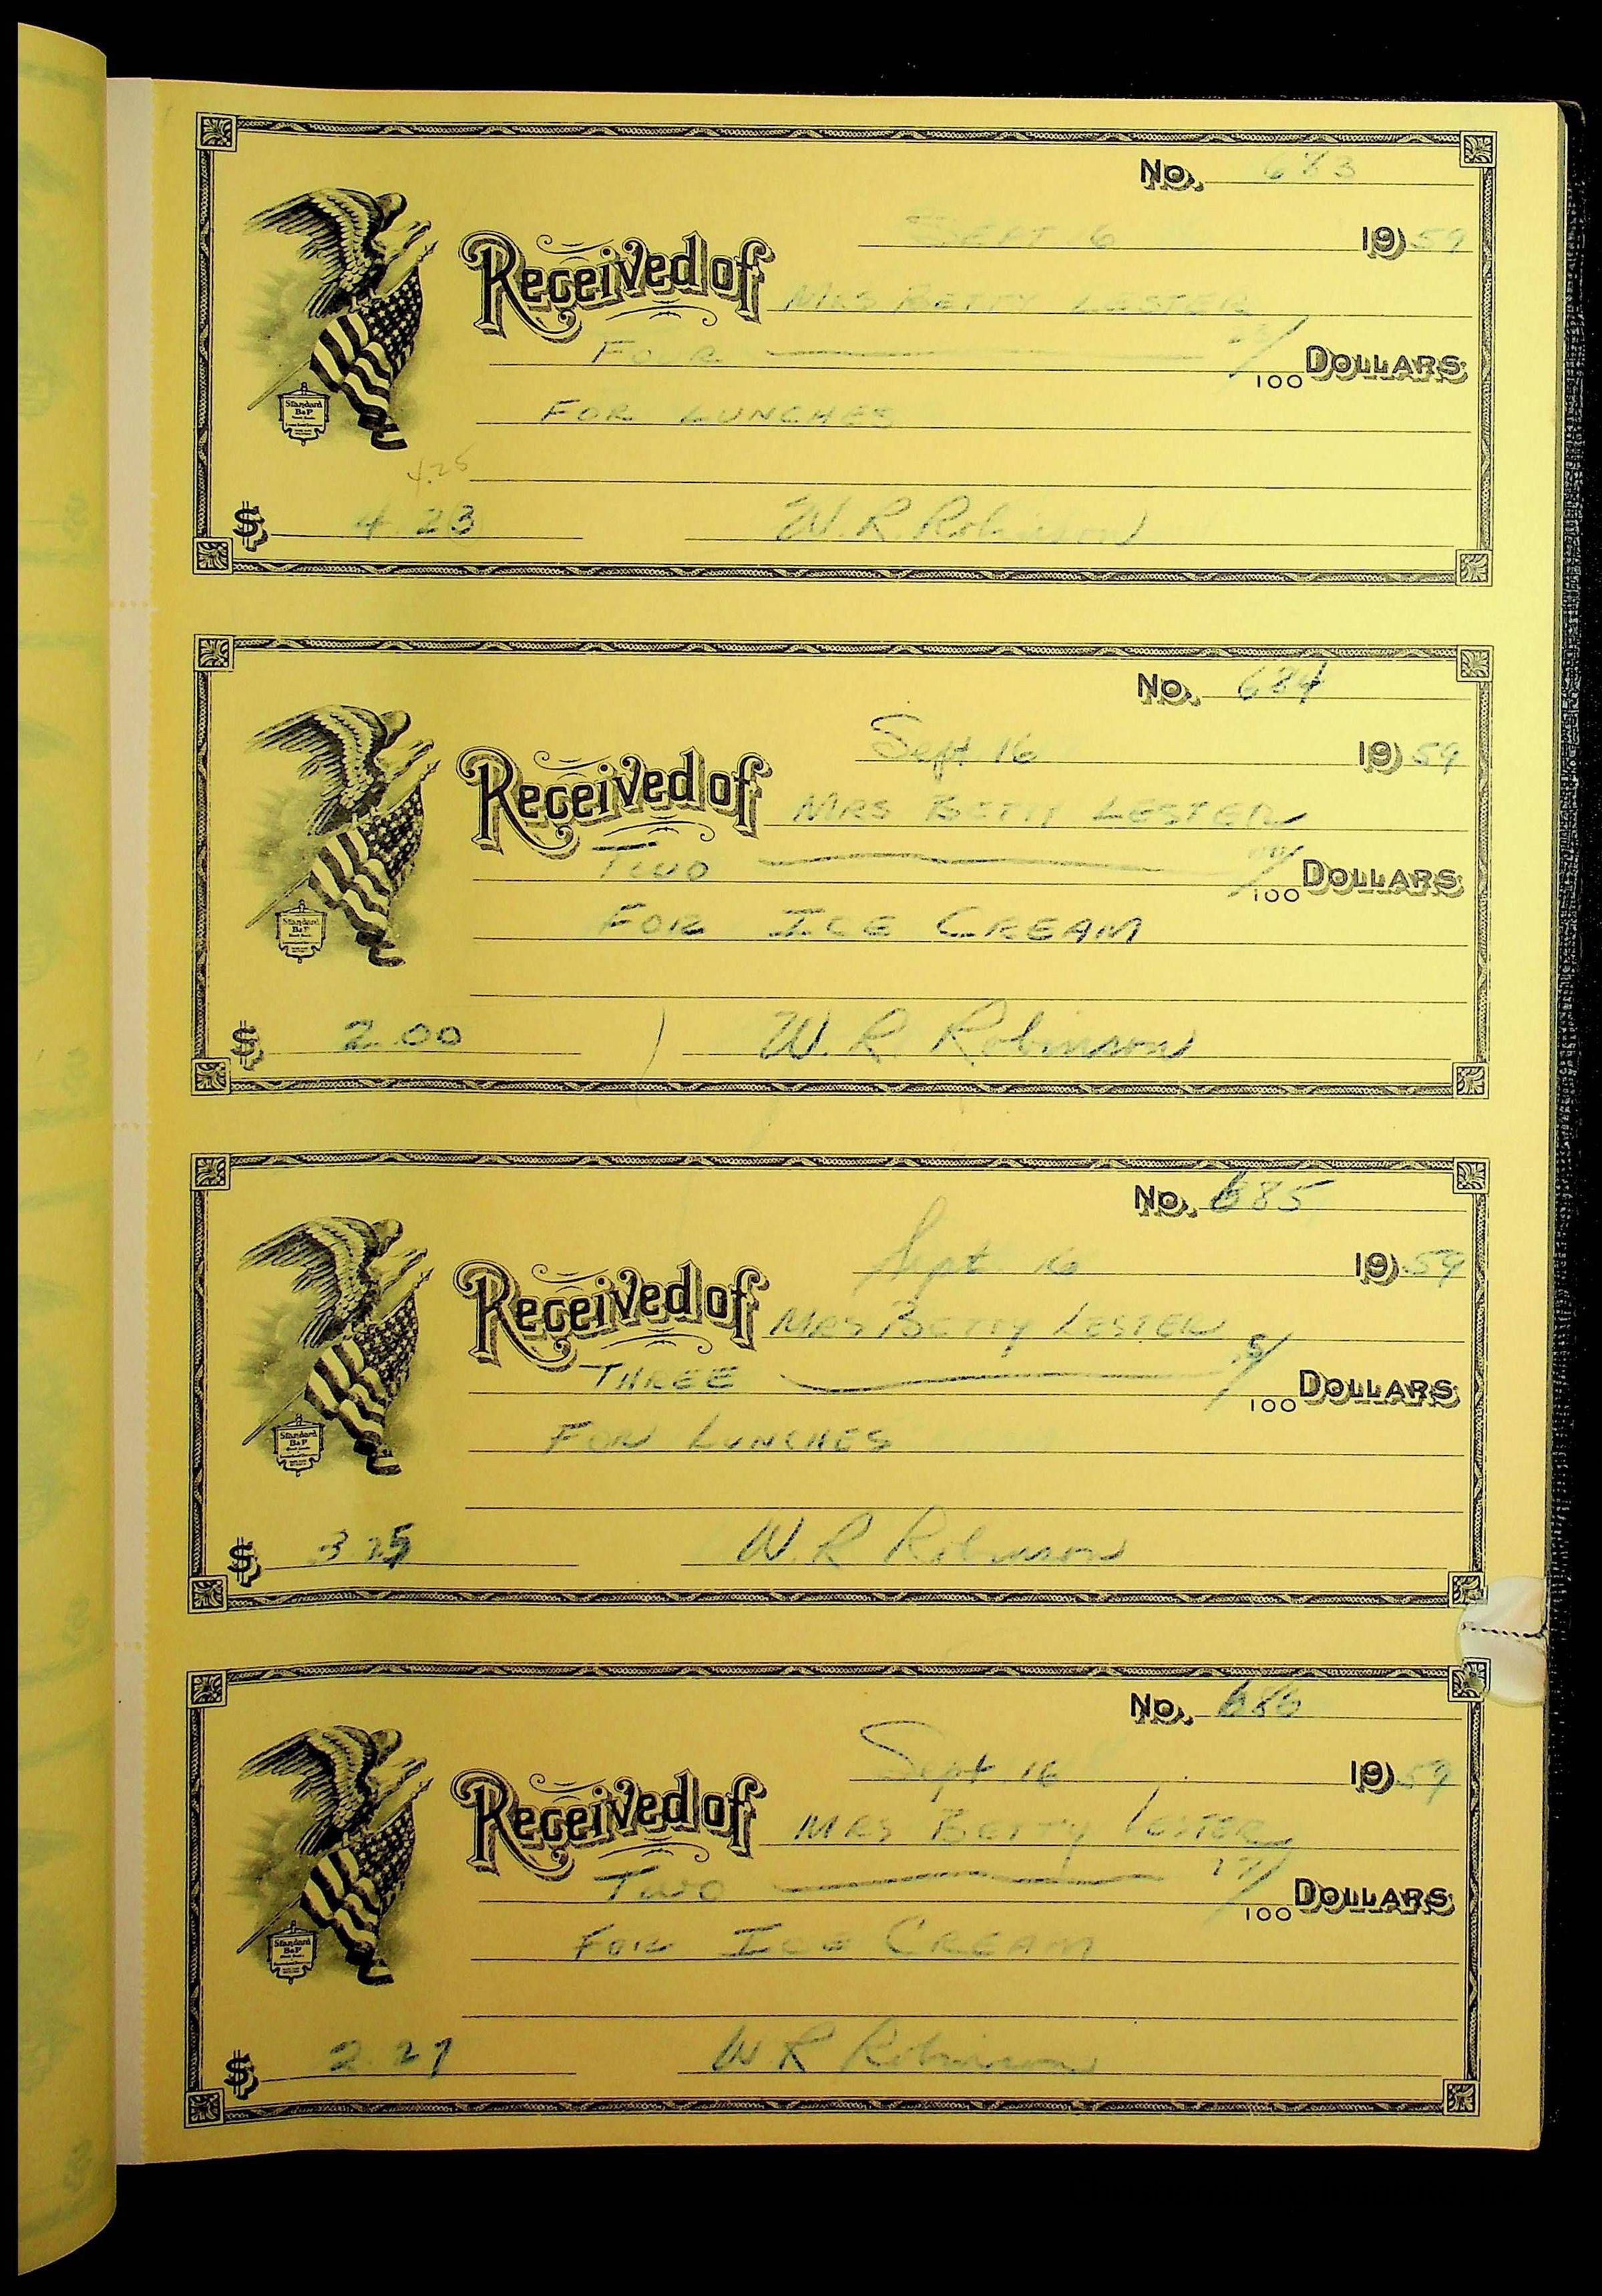 No. 683
SEPT 6 1959
Received of MRS BETTY LESTER
FOUR 23/100 DOLLARS
FOR LUNCHES
4.25
$ 4.23 W. R. Robinson
Standard
B&P
No. 684
Sept 16 1959
Received of MRS BETTY LESTER
TWO 00/100 DOLLARS
FOR ICE CREAM
$ 2.00 W. R. Robinson
Standard
B&P
No. 685
Sept 16 1959
Received of MRS BETTY LESTER
THREE /100 DOLLARS
FOR LUNCHES
$ 3.25 W. R Robinson
Standard
B&P
No. 686
Sept 16 1959
Received of MRS BETTY LESTER
TWO /100 DOLLARS
FOR ICE CREAM
$ 2.27 W R Robinson
Standard
B&P